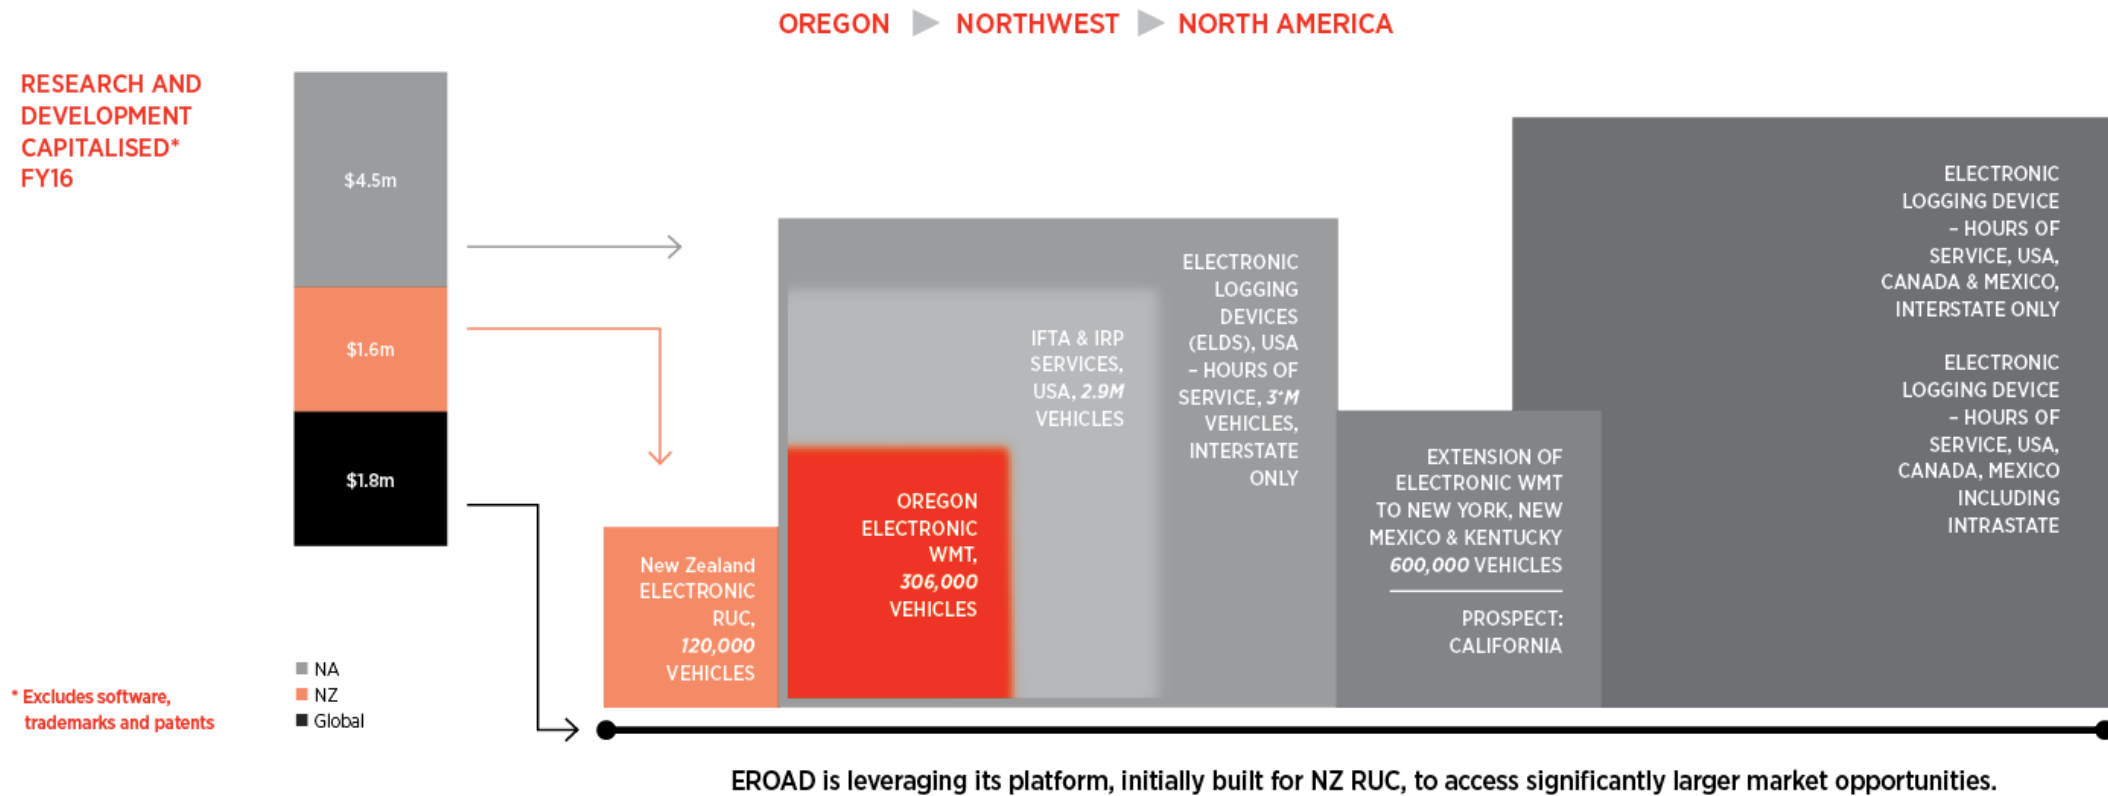 OREGON NORTHWEST NORTH AMERICA
RESEARCH AND
DEVELOPMENT
CAPITALISED*
FY16
$4.5m
$1.6m
$1.8m
NA
NZ
Global
* Excludes software,
trademarks and patents
New Zealand
ELECTRONIC
RUC,
120,000
VEHICLES
OREGON
ELECTRONIC
WMT,
306,000
VEHICLES
IFTA & IRP
SERVICES,
USA, 2.9M
VEHICLES
ELECTRONIC
LOGGING
DEVICES
(ELDS), USA
– HOURS OF
SERVICE, 3+M
VEHICLES,
INTERSTATE
ONLY
EXTENSION OF
ELECTRONIC WMT
TO NEW YORK, NEW
MEXICO & KENTUCKY
600,000 VEHICLES
PROSPECT:
CALIFORNIA
ELECTRONIC
LOGGING DEVICE
– HOURS OF
SERVICE, USA,
CANADA & MEXICO,
INTERSTATE ONLY
ELECTRONIC
LOGGING DEVICE
– HOURS OF
SERVICE, USA,
CANADA, MEXICO
INCLUDING
INTRASTATE
EROAD is leveraging its platform, initially built for NZ RUC, to access significantly larger market opportunities.